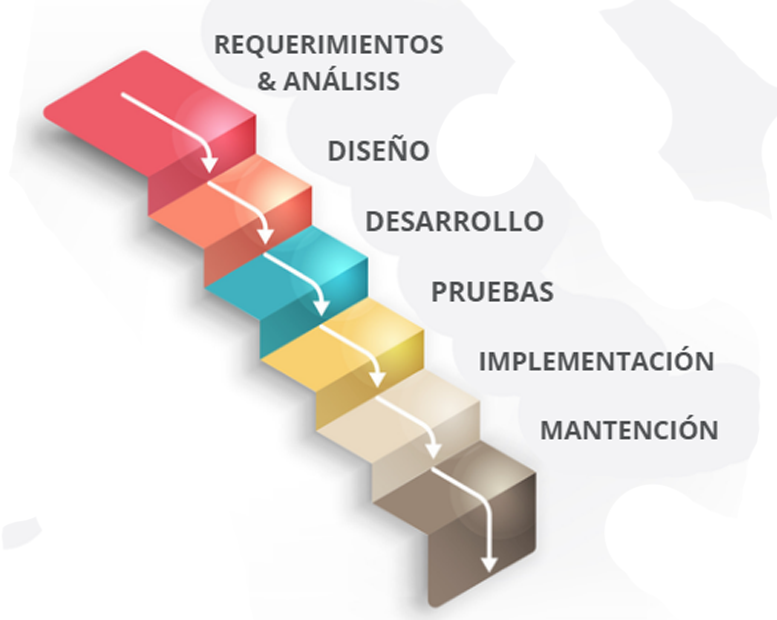 REQUERIMIENTOS
& ANÁLISIS
DISEÑO
DESARROLLO
PRUEBAS
IMPLEMENTACIÓN
MANTENCIÓN